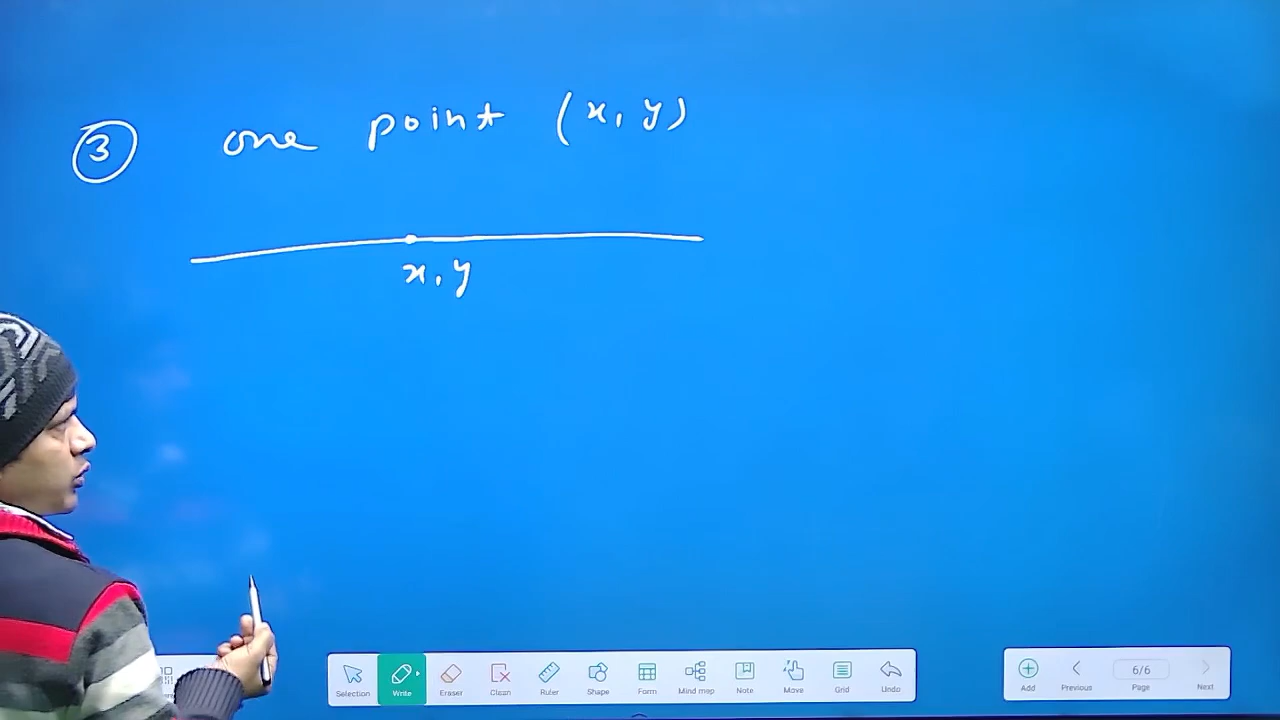 ③ one point (x, y)
x, y
Selection Write Eraser Clean Ruler Shape Form Mind map Note Move Grid Undo
Add Previous 6/6 Page Next